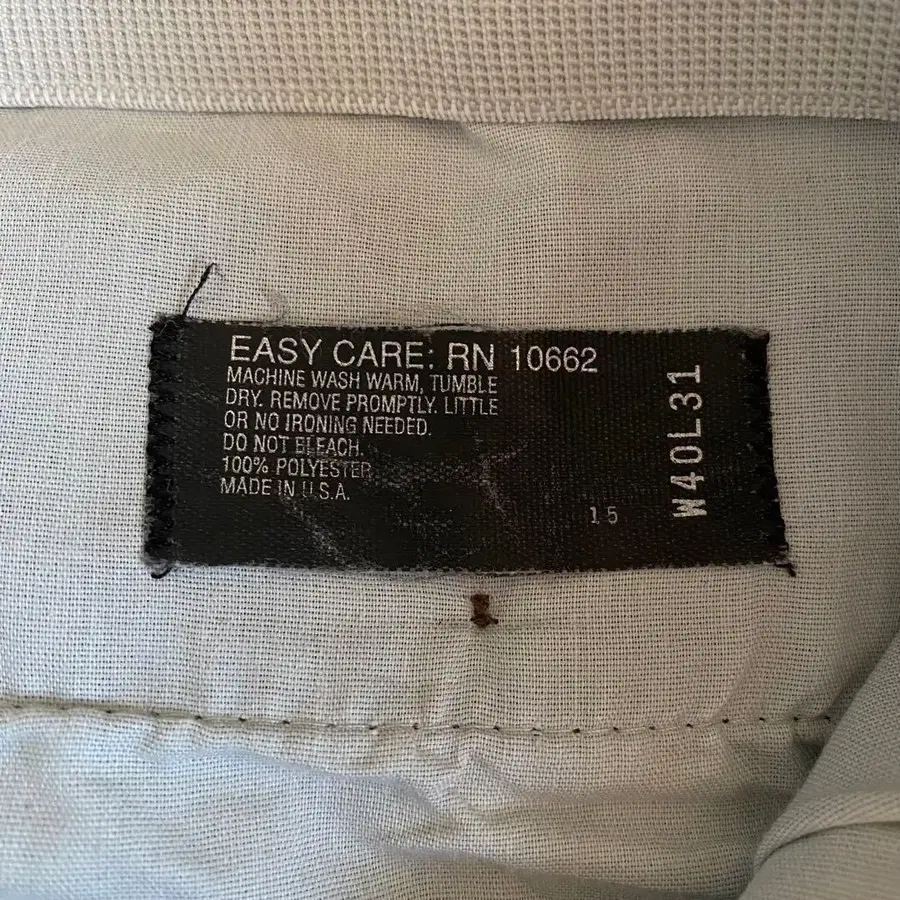 EASY CARE: RN 10662
MACHINE WASH WARM, TUMBLE
DRY. REMOVE PROMPTLY. LITTLE
OR NO IRONING NEEDED.
DO NOT BLEACH.
100% POLYESTER
MADE IN U.S.A.
15
W40L31